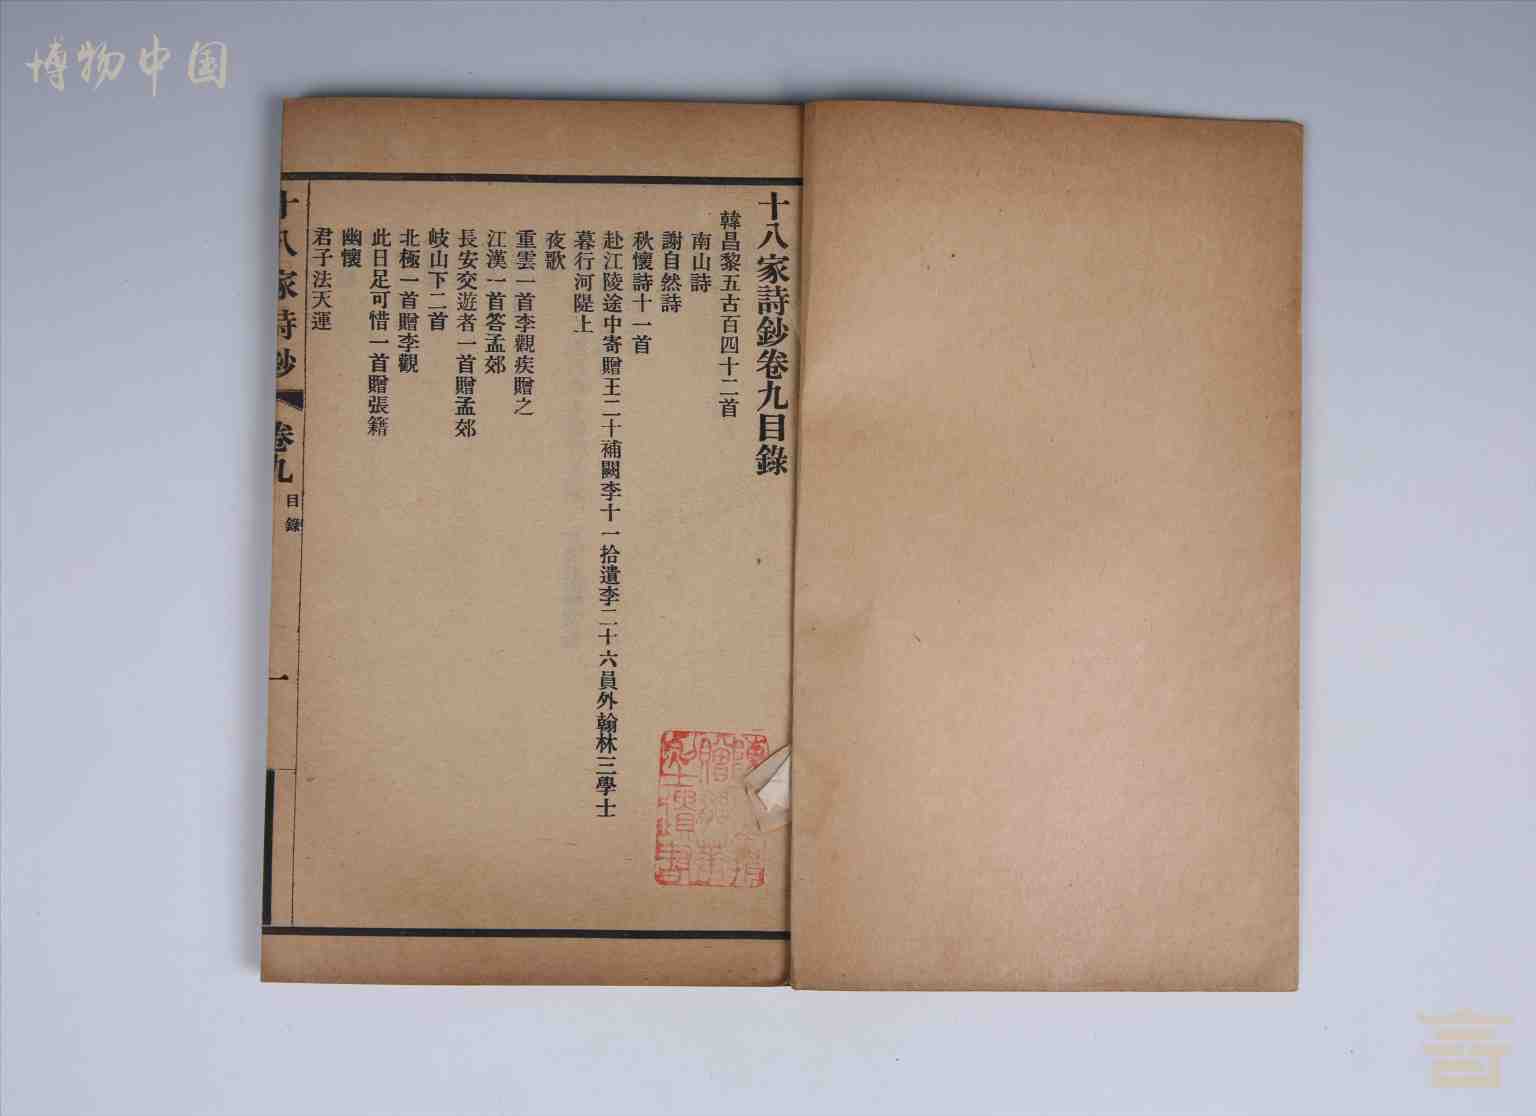 博物中国
十八家詩鈔卷九目錄
韓昌黎五古百四十二首
南山詩
謝自然詩
秋懷詩十一首
赴江陵途中寄贈王二十補闕李十一拾遺李二十六員外翰林三學士
暮行河隄上
夜歌
重雲一首李觀疾贈之
江漢一首答孟郊
長安交遊者一首贈孟郊
岐山下二首
北極一首贈李觀
此日足可惜一首贈張籍
幽懷
君子法天運
十八家詩鈔 卷九 目錄 一